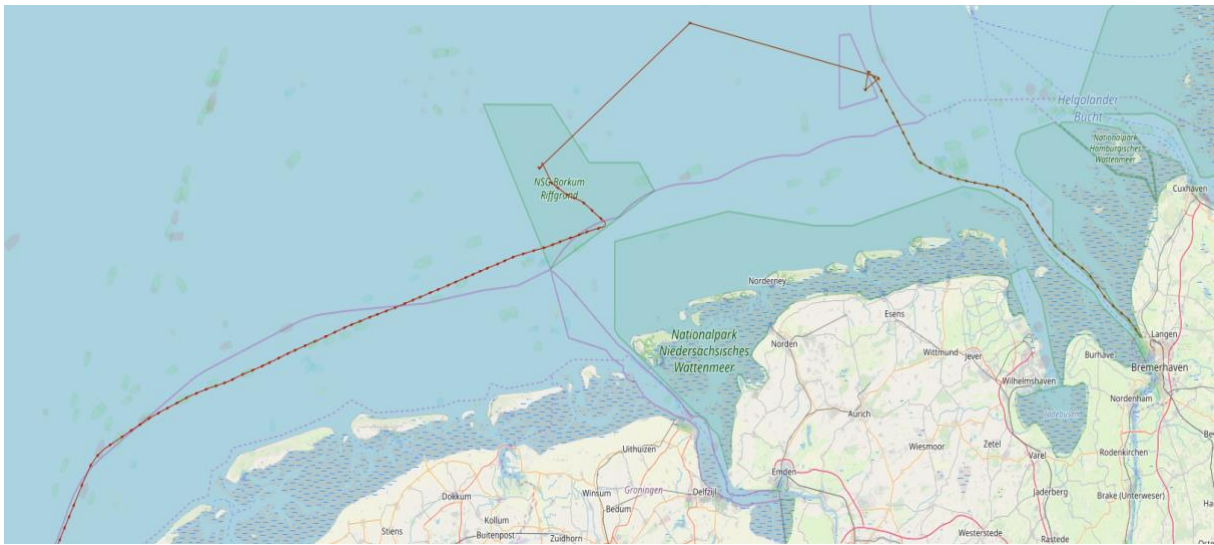 Helgoländer
Bucht
Nationalpark
Hamburgisches
Wattenmeer
Cuxhaven
NSG Borkum
Riffgrund
Norderney
Esens
Langen
Nationalpark
Niedersächsisches
Wattenmeer
Norden
Wittmund
Jever
Burhave
Bremerhaven
Wilhelmshaven
Nordenham
Aurich
Uithuizen
Wiesmoor
Zetel
Varel
Rodenkirchen
Emden
Dokkum
Winsum
Groningen
Delfzijl
Jaderberg
Brake (Unterweser)
Kollum
Bedum
Stiens
Buitenpost
Zuidhorn
Westerstede
Rastede